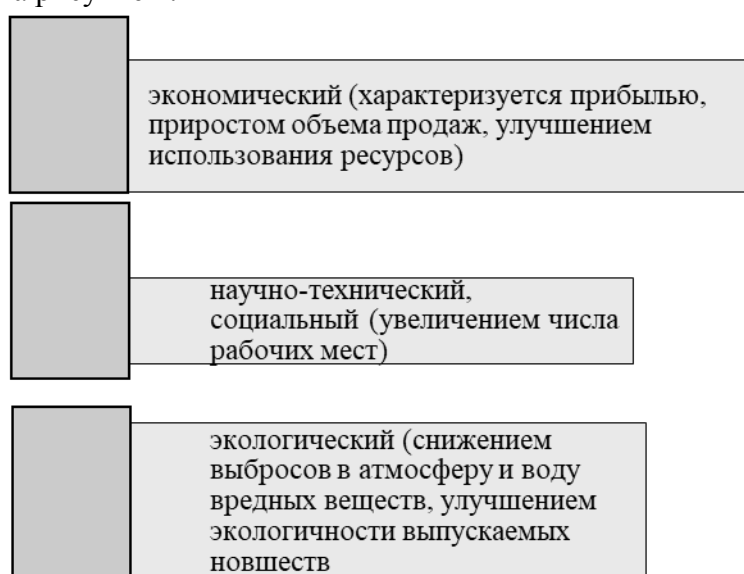 экономический (характеризуется прибылью,
приростом объема продаж, улучшением
использования ресурсов)
научно-технический,
социальный (увеличением числа
рабочих мест)
экологический (снижением
выбросов в атмосферу и воду
вредных веществ, улучшением
экологичности выпускаемых
новшеств